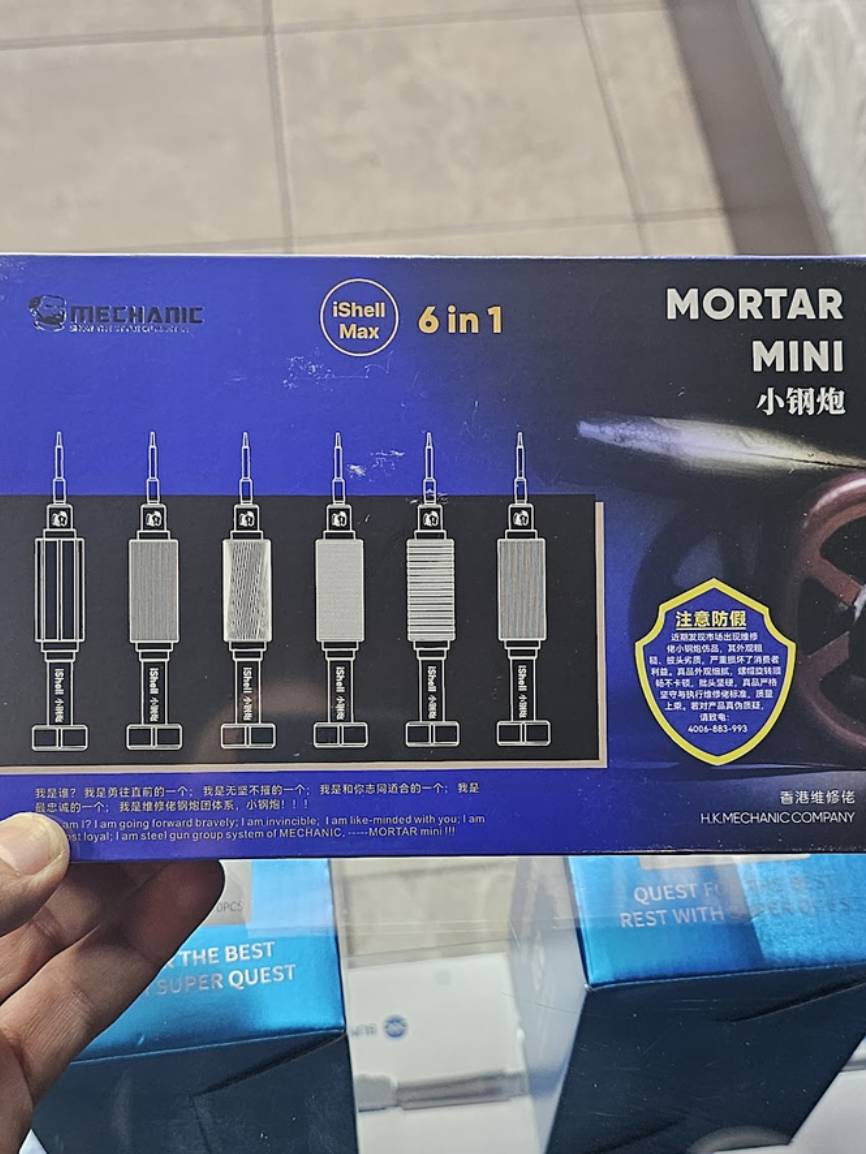 MECHANIC
iShell
Max
6 in 1
MORTAR
MINI
小钢炮
iShell 小钢炮
iShell 小钢炮
iShell 小钢炮
iShell 小钢炮
iShell 小钢炮
iShell 小钢炮
注意防假
近期发现市场出现维修
佬小钢炮仿品，其外观粗
糙、披头劣质，严重损坏了消费者
利益。真品外观细腻，螺帽旋转顺
畅不卡顿，批头坚硬，真品严格
坚守与执行维修佬标准，质量
上乘。若对产品真伪质疑，
请致电：
4006-883-993
我是谁？我是勇往直前的一个；我是无坚不摧的一个；我是和你志同适合的一个；我是
最忠诚的一个；我是维修佬钢炮团体系，小钢炮！！！
am I? I am going forward bravely; I am invincible; I am like-minded with you; I am
st loyal; I am steel gun group system of MECHANIC, -----MORTAR mini !!!
香港维修佬
H.K.MECHANIC COMPANY
0PCS
THE BEST
SUPER QUEST
QUEST
REST WITH